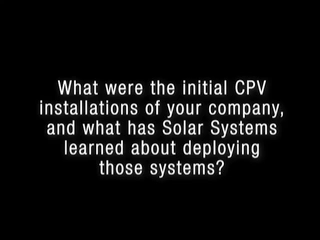 What were the initial CPV
installations of your company,
and what has Solar Systems
learned about deploying
those systems?